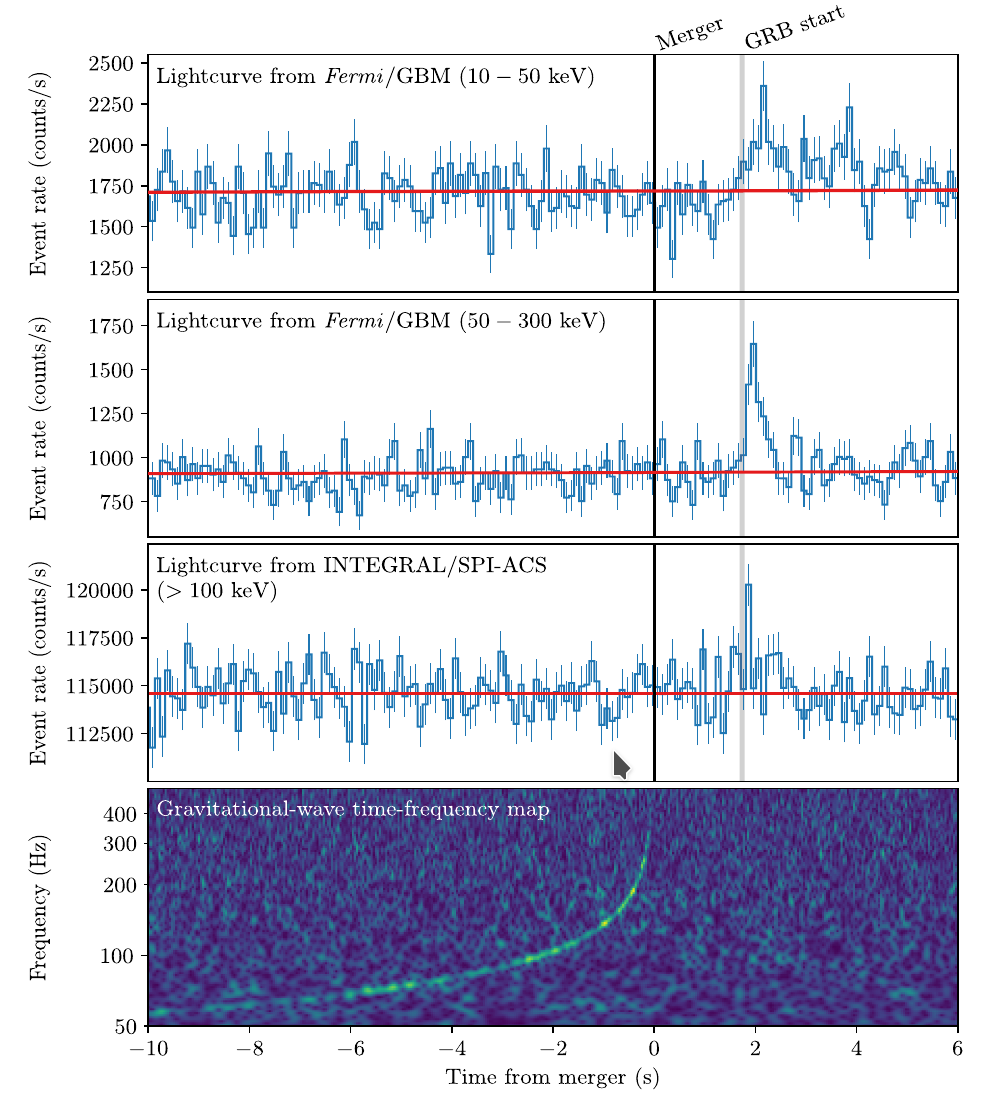 Merger
GRB start
Lightcurve from Fermi/GBM (10 − 50 keV)
Event rate (counts/s)
2500
2250
2000
1750
1500
1250
Lightcurve from Fermi/GBM (50 − 300 keV)
Event rate (counts/s)
1750
1500
1250
1000
750
Lightcurve from INTEGRAL/SPI-ACS
(> 100 keV)
Event rate (counts/s)
120000
117500
115000
112500
Gravitational-wave time-frequency map
Frequency (Hz)
400
300
200
100
50
−10 −8 −6 −4 −2 0 2 4 6
Time from merger (s)